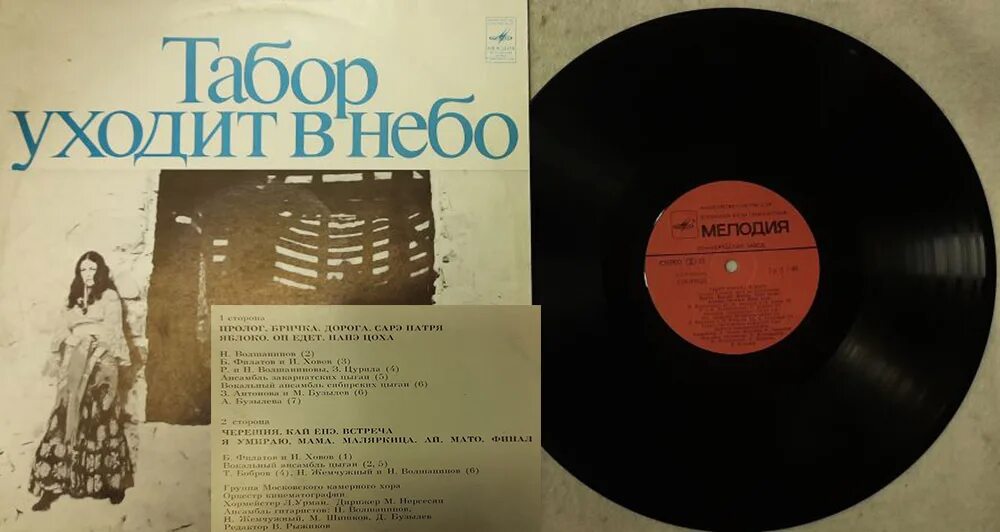 Табор
уходит в небо
1 сторона
ПРОЛОГ. БРИЧКА. ДОРОГА. САРЭ ПАТРЯ
ЯБЛОКО. ОН ЕДЕТ. НАНЭ ЦОХА
Н. Волшанинов (2)
Б. Филатов и И. Ховов (3)
Р. и Н. Волшаниновы, З. Цурила (4)
Ансамбль закарпатских цыган (5)
Вокальный ансамбль сибирских цыган (6)
З. Антонова и М. Бузылев (6)
А. Бузылева (7)
2 сторона
ЧЕРЕШНЯ. КАЙ ЕНЭ. ВСТРЕЧА
Я УМИРАЮ, МАМА. МАЛЯРКИЦА. АЙ, МАТО. ФИНАЛ
Б. Филатов и И. Ховов (1)
Вокальный ансамбль цыган (2, 5)
Т. Бобров (4), Н. Жемчужный и Н. Волшанинов (6)
Группа Московского камерного хора
Оркестр кинематографии
Хормейстер Л.Урман, Дирижер М. Нерсесян
Ансамбль гитаристов: Н. Волшанинов,
Н. Жемчужный, М. Шишков, Д. Бузылев
Редактор В. Рыжиков
МЕЛОДИЯ
СТЕРЕО